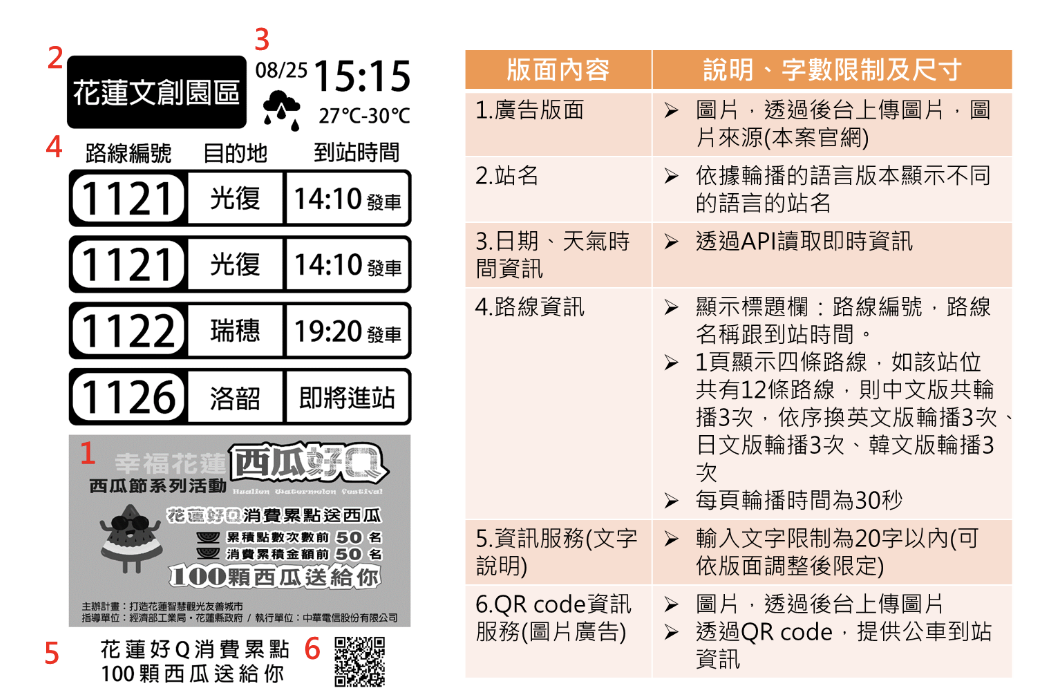 2
花蓮文創園區
3
08/25 15:15
27°C-30°C
4
路線編號 目的地 到站時間
1121 光復 14:10 發車
1121 光復 14:10 發車
1122 瑞穗 19:20 發車
1126 洛韶 即將進站
1
幸福花蓮 西瓜好Q
西瓜節系列活動 Hualien Watermelon Festival
花蓮好Q消費累點送西瓜
累積點數次數前 50 名
消費累積金額前 50 名
100顆西瓜送給你
主辦計畫：打造花蓮智慧觀光友善城市
指導單位：經濟部工業局・花蓮縣政府 / 執行單位：中華電信股份有限公司
5
花蓮好Q消費累點
100顆西瓜送給你
6
版面內容 說明、字數限制及尺寸
1.廣告版面
➢ 圖片，透過後台上傳圖片，圖
片來源(本案官網)
2.站名
➢ 依據輪播的語言版本顯示不同
的語言的站名
3.日期、天氣時
間資訊
➢ 透過API讀取即時資訊
4.路線資訊
➢ 顯示標題欄：路線編號，路線
名稱跟到站時間。
➢ 1頁顯示四條路線，如該站位
共有12條路線，則中文版共輪
播3次，依序換英文版輪播3次、
日文版輪播3次、韓文版輪播3
次
➢ 每頁輪播時間為30秒
5.資訊服務(文字
說明)
➢ 輸入文字限制為20字以內(可
依版面調整後限定)
6.QR code資訊
服務(圖片廣告)
➢ 圖片，透過後台上傳圖片
➢ 透過QR code，提供公車到站
資訊